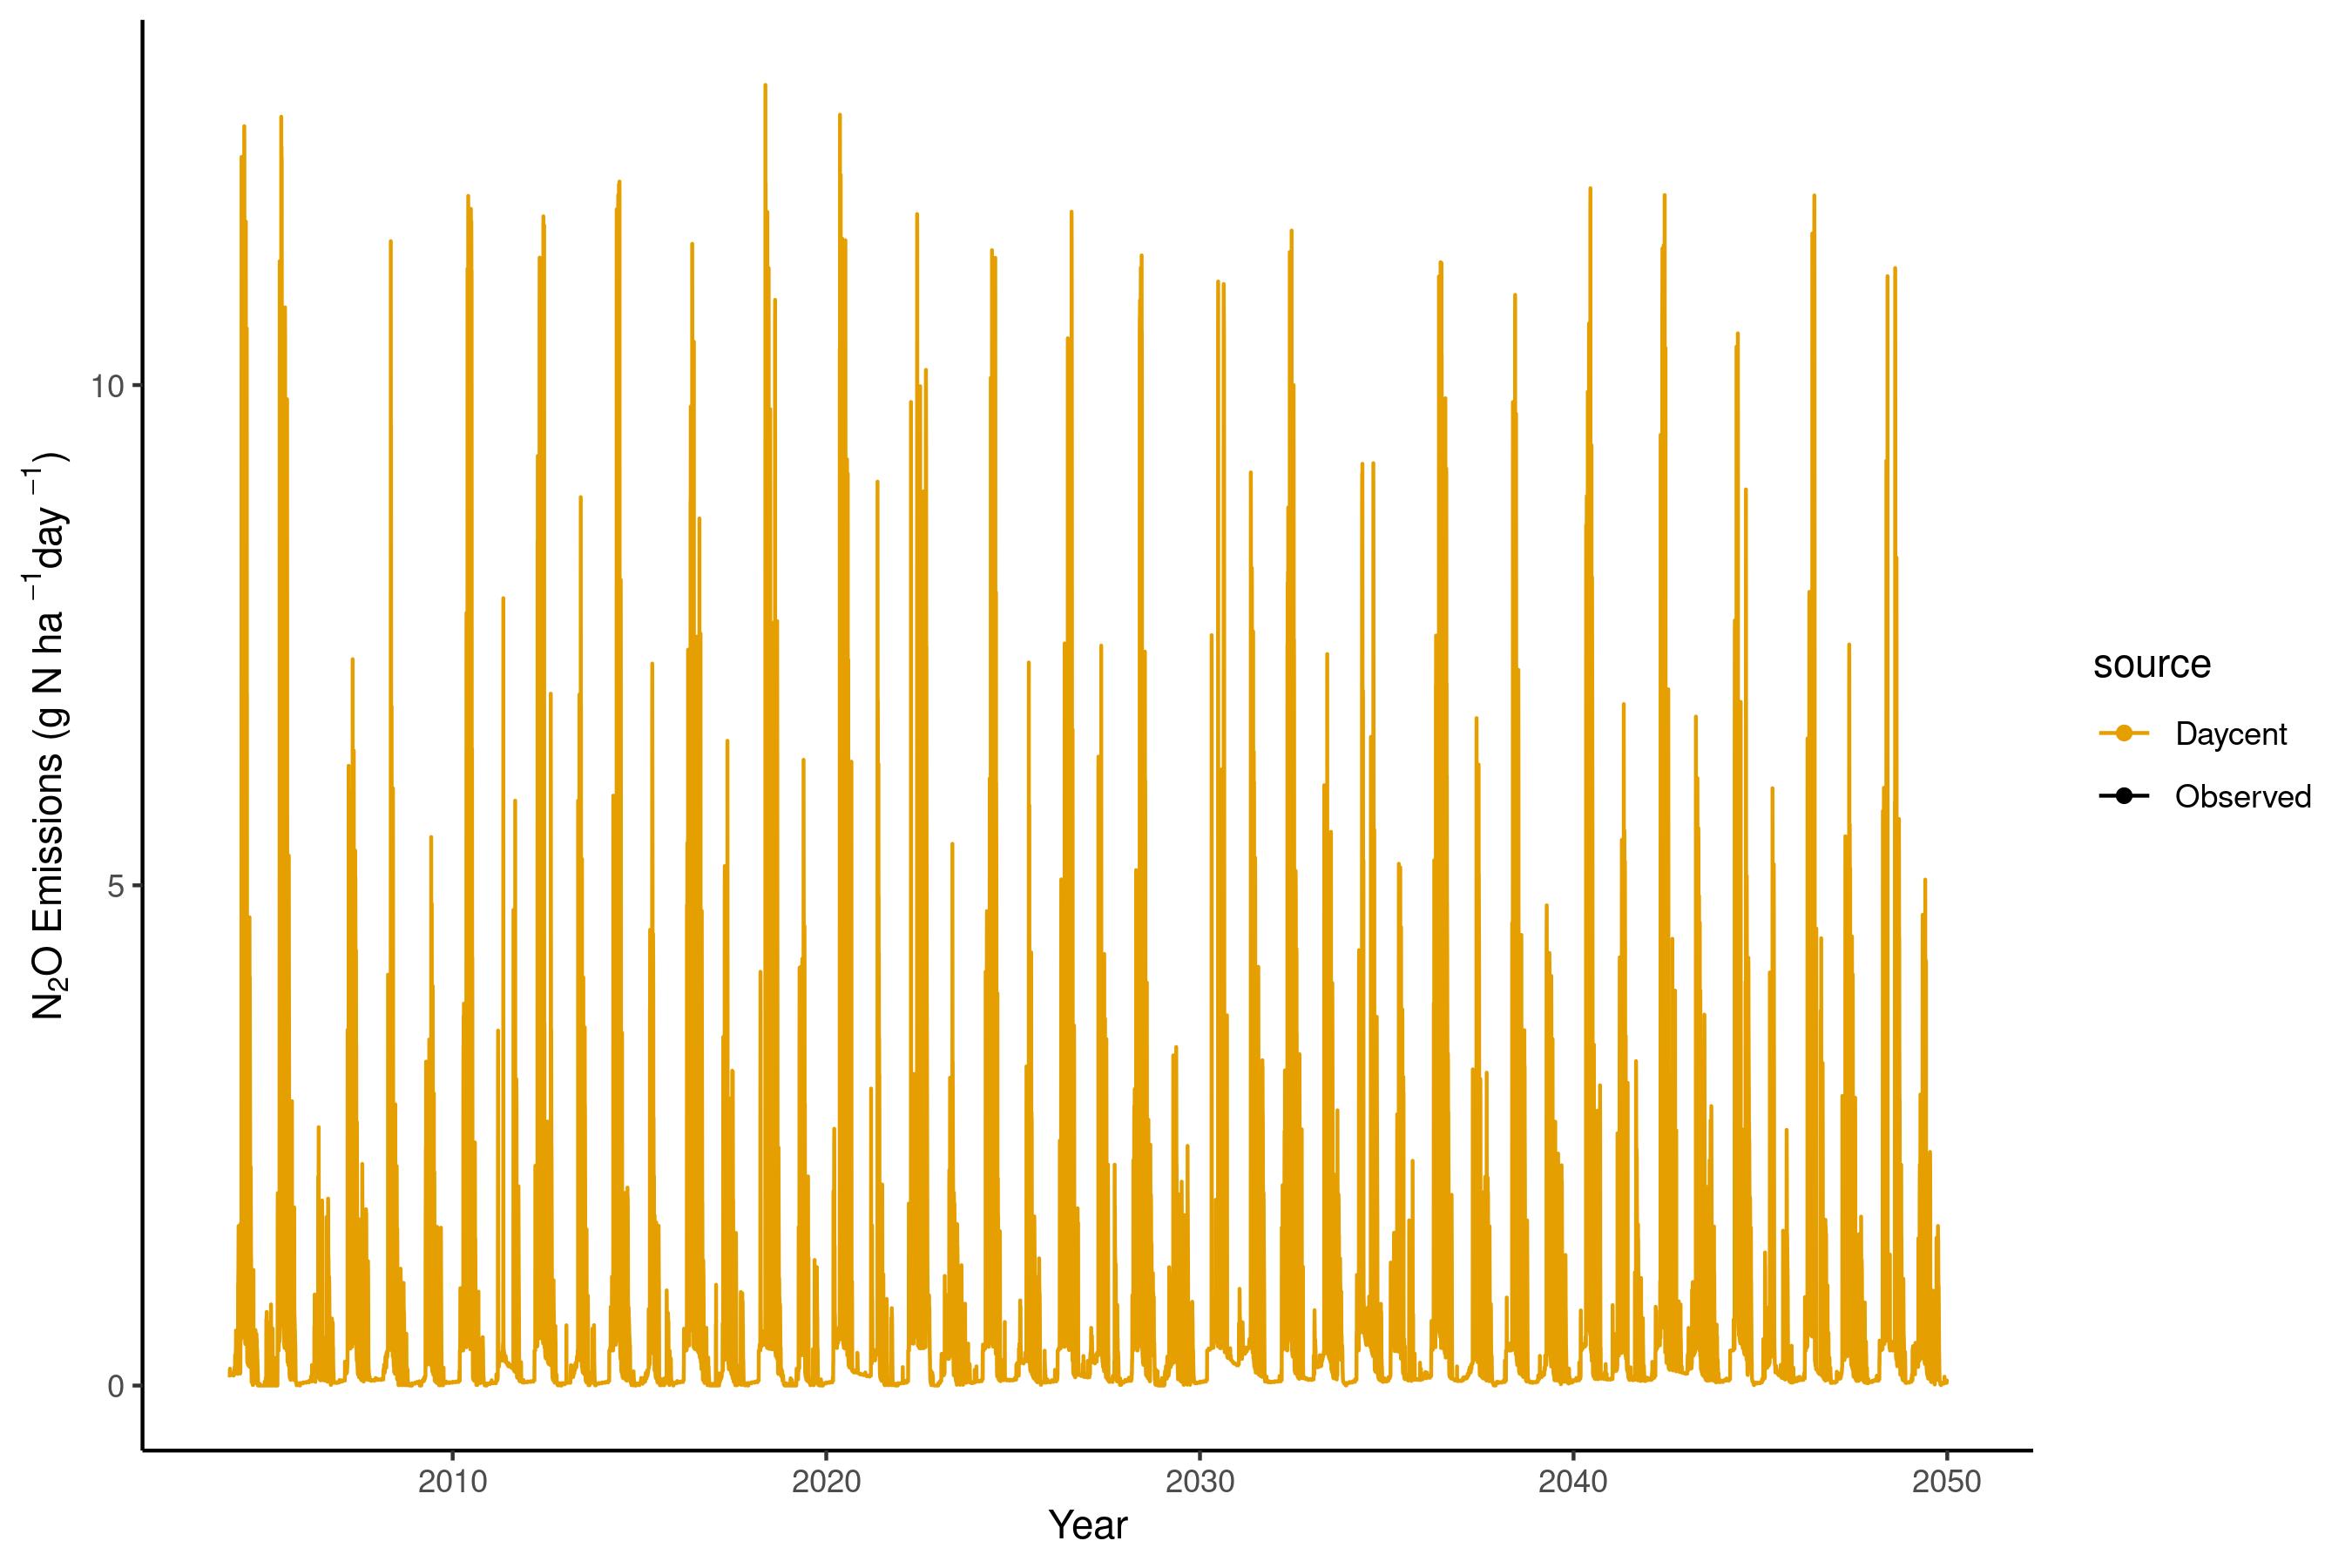 N₂O Emissions (g N ha ⁻¹day ⁻¹)
10
5
0
2010 2020 2030 2040 2050
Year
source
Daycent
Observed